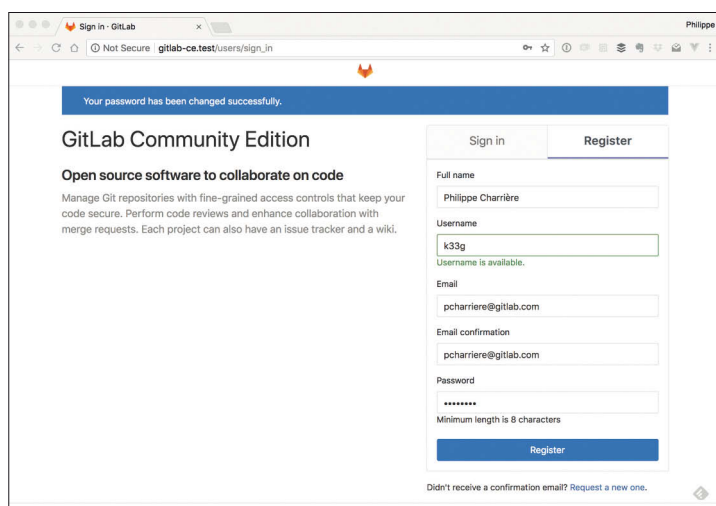 Sign in · GitLab
Philippe
Not Secure gitlab-ce.test/users/sign_in
Your password has been changed successfully.
GitLab Community Edition
Open source software to collaborate on code
Manage Git repositories with fine-grained access controls that keep your
code secure. Perform code reviews and enhance collaboration with
merge requests. Each project can also have an issue tracker and a wiki.
Sign in
Register
Full name
Philippe Charrière
Username
k33g
Username is available.
Email
pcharriere@gitlab.com
Email confirmation
pcharriere@gitlab.com
Password
••••••••
Minimum length is 8 characters
Register
Didn't receive a confirmation email? Request a new one.